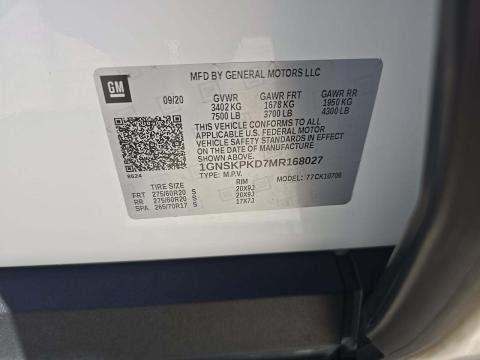 GM
MFD BY GENERAL MOTORS LLC
09/20 GVWR GAWR FRT GAWR RR
3402 KG 1678 KG 1950 KG
7500 LB 3700 LB 4300 LB
THIS VEHICLE CONFORMS TO ALL APPLICABLE
U.S. FEDERAL MOTOR VEHICLE SAFETY
STANDARDS IN EFFECT ON THE
DATE OF MANUFACTURE SHOWN ABOVE.
1GNSKPKD7MR168027
TYPE: M.P.V. MODEL: 77CK10706
TIRE SIZE RIM
FRT 275/60R20 S 20X9J
RR 275/60R20 S 20X9J
SPA 265/70R17 S 17X7J